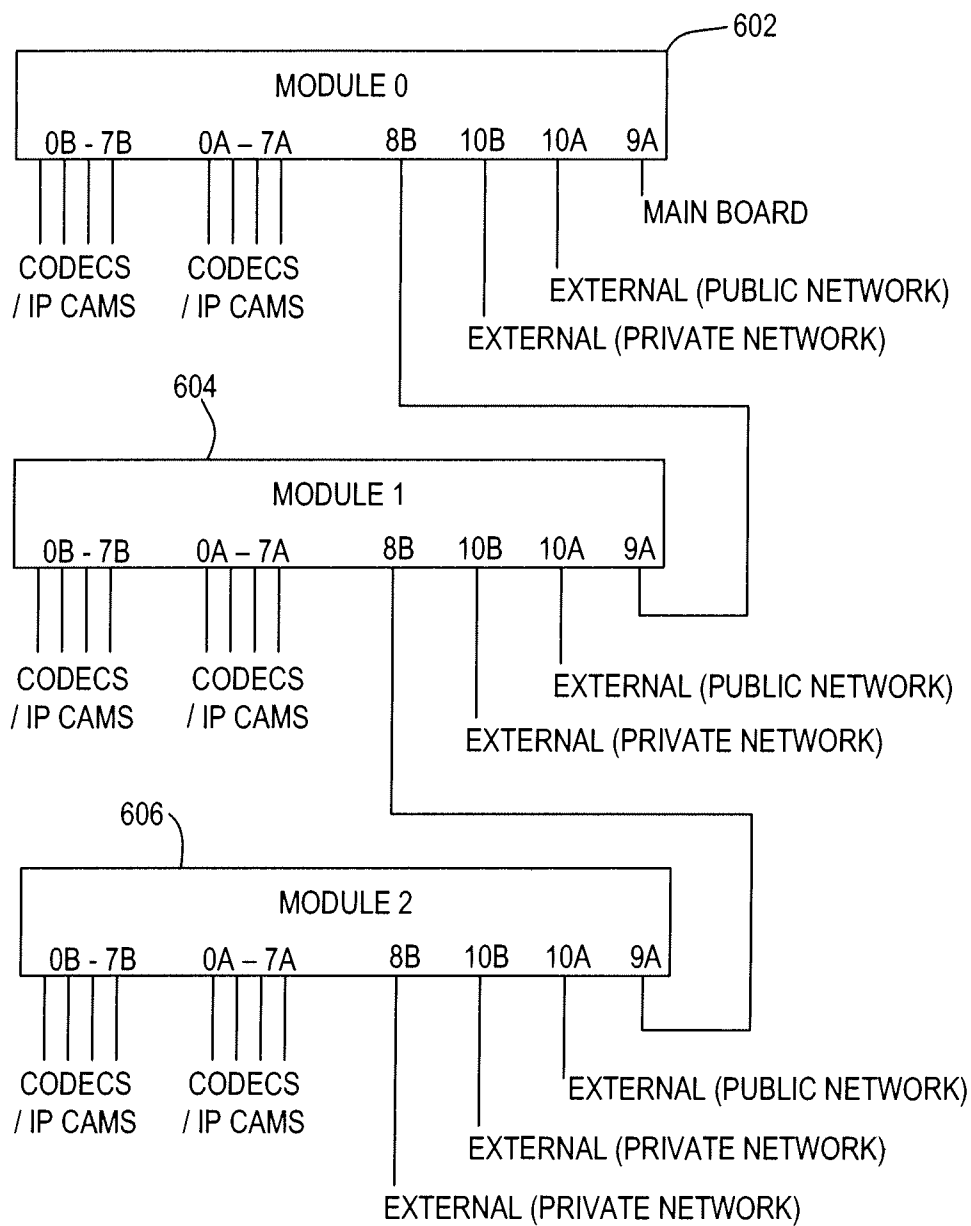 602
MODULE 0
0B - 7B 0A – 7A 8B 10B 10A 9A
MAIN BOARD
CODECS CODECS
/ IP CAMS / IP CAMS
EXTERNAL (PUBLIC NETWORK)
EXTERNAL (PRIVATE NETWORK)
604
MODULE 1
0B - 7B 0A – 7A 8B 10B 10A 9A
CODECS CODECS
/ IP CAMS / IP CAMS
EXTERNAL (PUBLIC NETWORK)
EXTERNAL (PRIVATE NETWORK)
606
MODULE 2
0B - 7B 0A – 7A 8B 10B 10A 9A
CODECS CODECS
/ IP CAMS / IP CAMS
EXTERNAL (PUBLIC NETWORK)
EXTERNAL (PRIVATE NETWORK)
EXTERNAL (PRIVATE NETWORK)